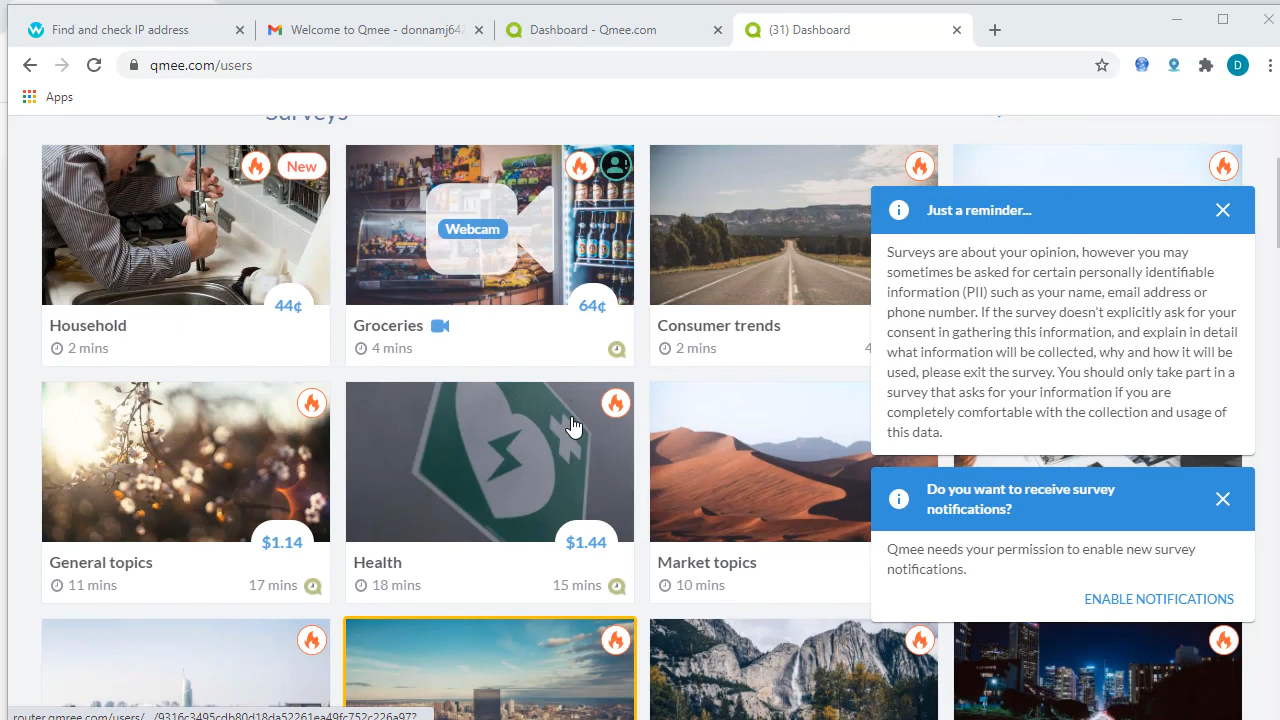 Find and check IP address
Welcome to Qmee - donnamj642
Dashboard - Qmee.com
(31) Dashboard
qmee.com/users
D
Apps
Surveys
New
Webcam
44¢
64¢
Household
Groceries
Consumer trends
2 mins
4 mins
2 mins
4
Just a reminder...
Surveys are about your opinion, however you may
sometimes be asked for certain personally identifiable
information (PII) such as your name, email address or
phone number. If the survey doesn't explicitly ask for your
consent in gathering this information, and explain in detail
what information will be collected, why and how it will be
used, please exit the survey. You should only take part in a
survey that asks for your information if you are
completely comfortable with the collection and usage of
this data.
$1.14
$1.44
General topics
Health
Market topics
11 mins
17 mins
18 mins
15 mins
10 mins
Do you want to receive survey
notifications?
Qmee needs your permission to enable new survey
notifications.
ENABLE NOTIFICATIONS